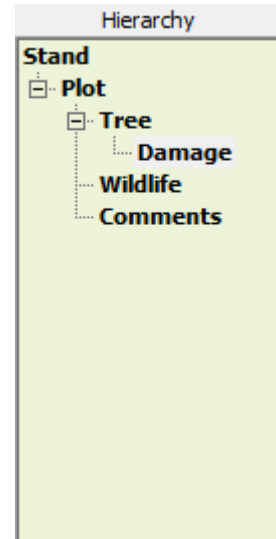 Hierarchy
Stand
Plot
Tree
Damage
Wildlife
Comments